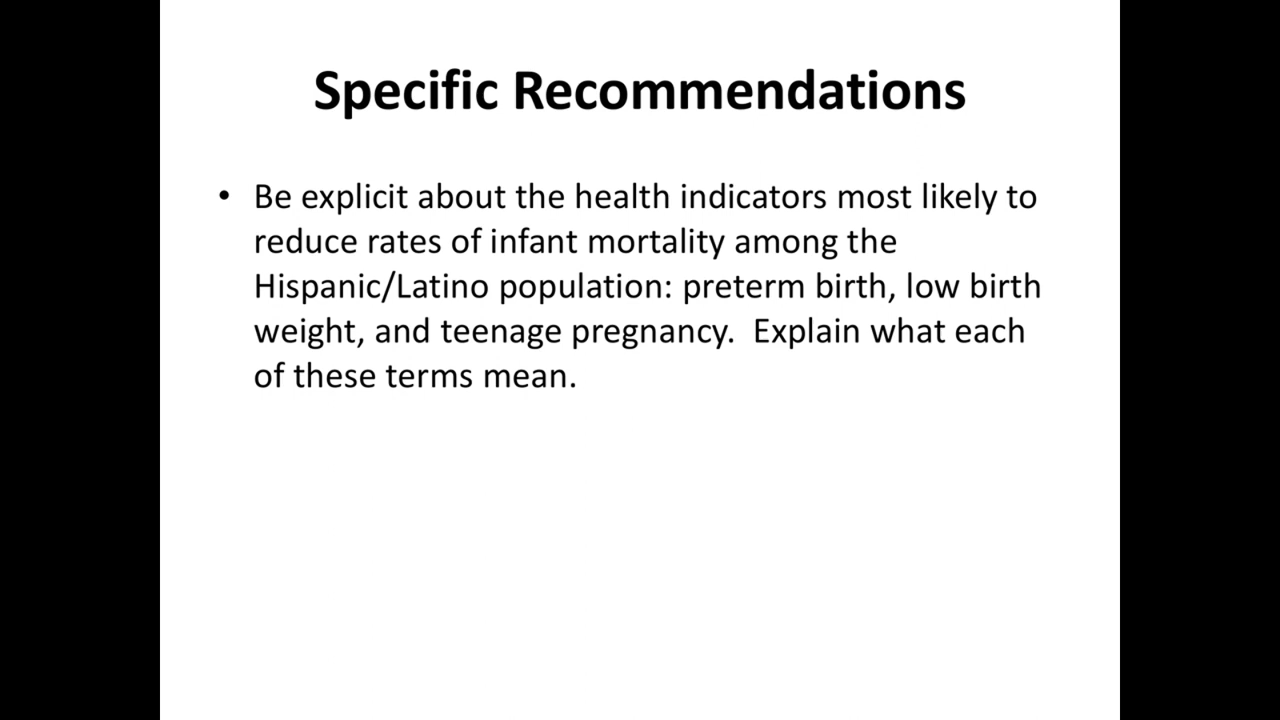 Specific Recommendations
• Be explicit about the health indicators most likely to
reduce rates of infant mortality among the
Hispanic/Latino population: preterm birth, low birth
weight, and teenage pregnancy.  Explain what each
of these terms mean.